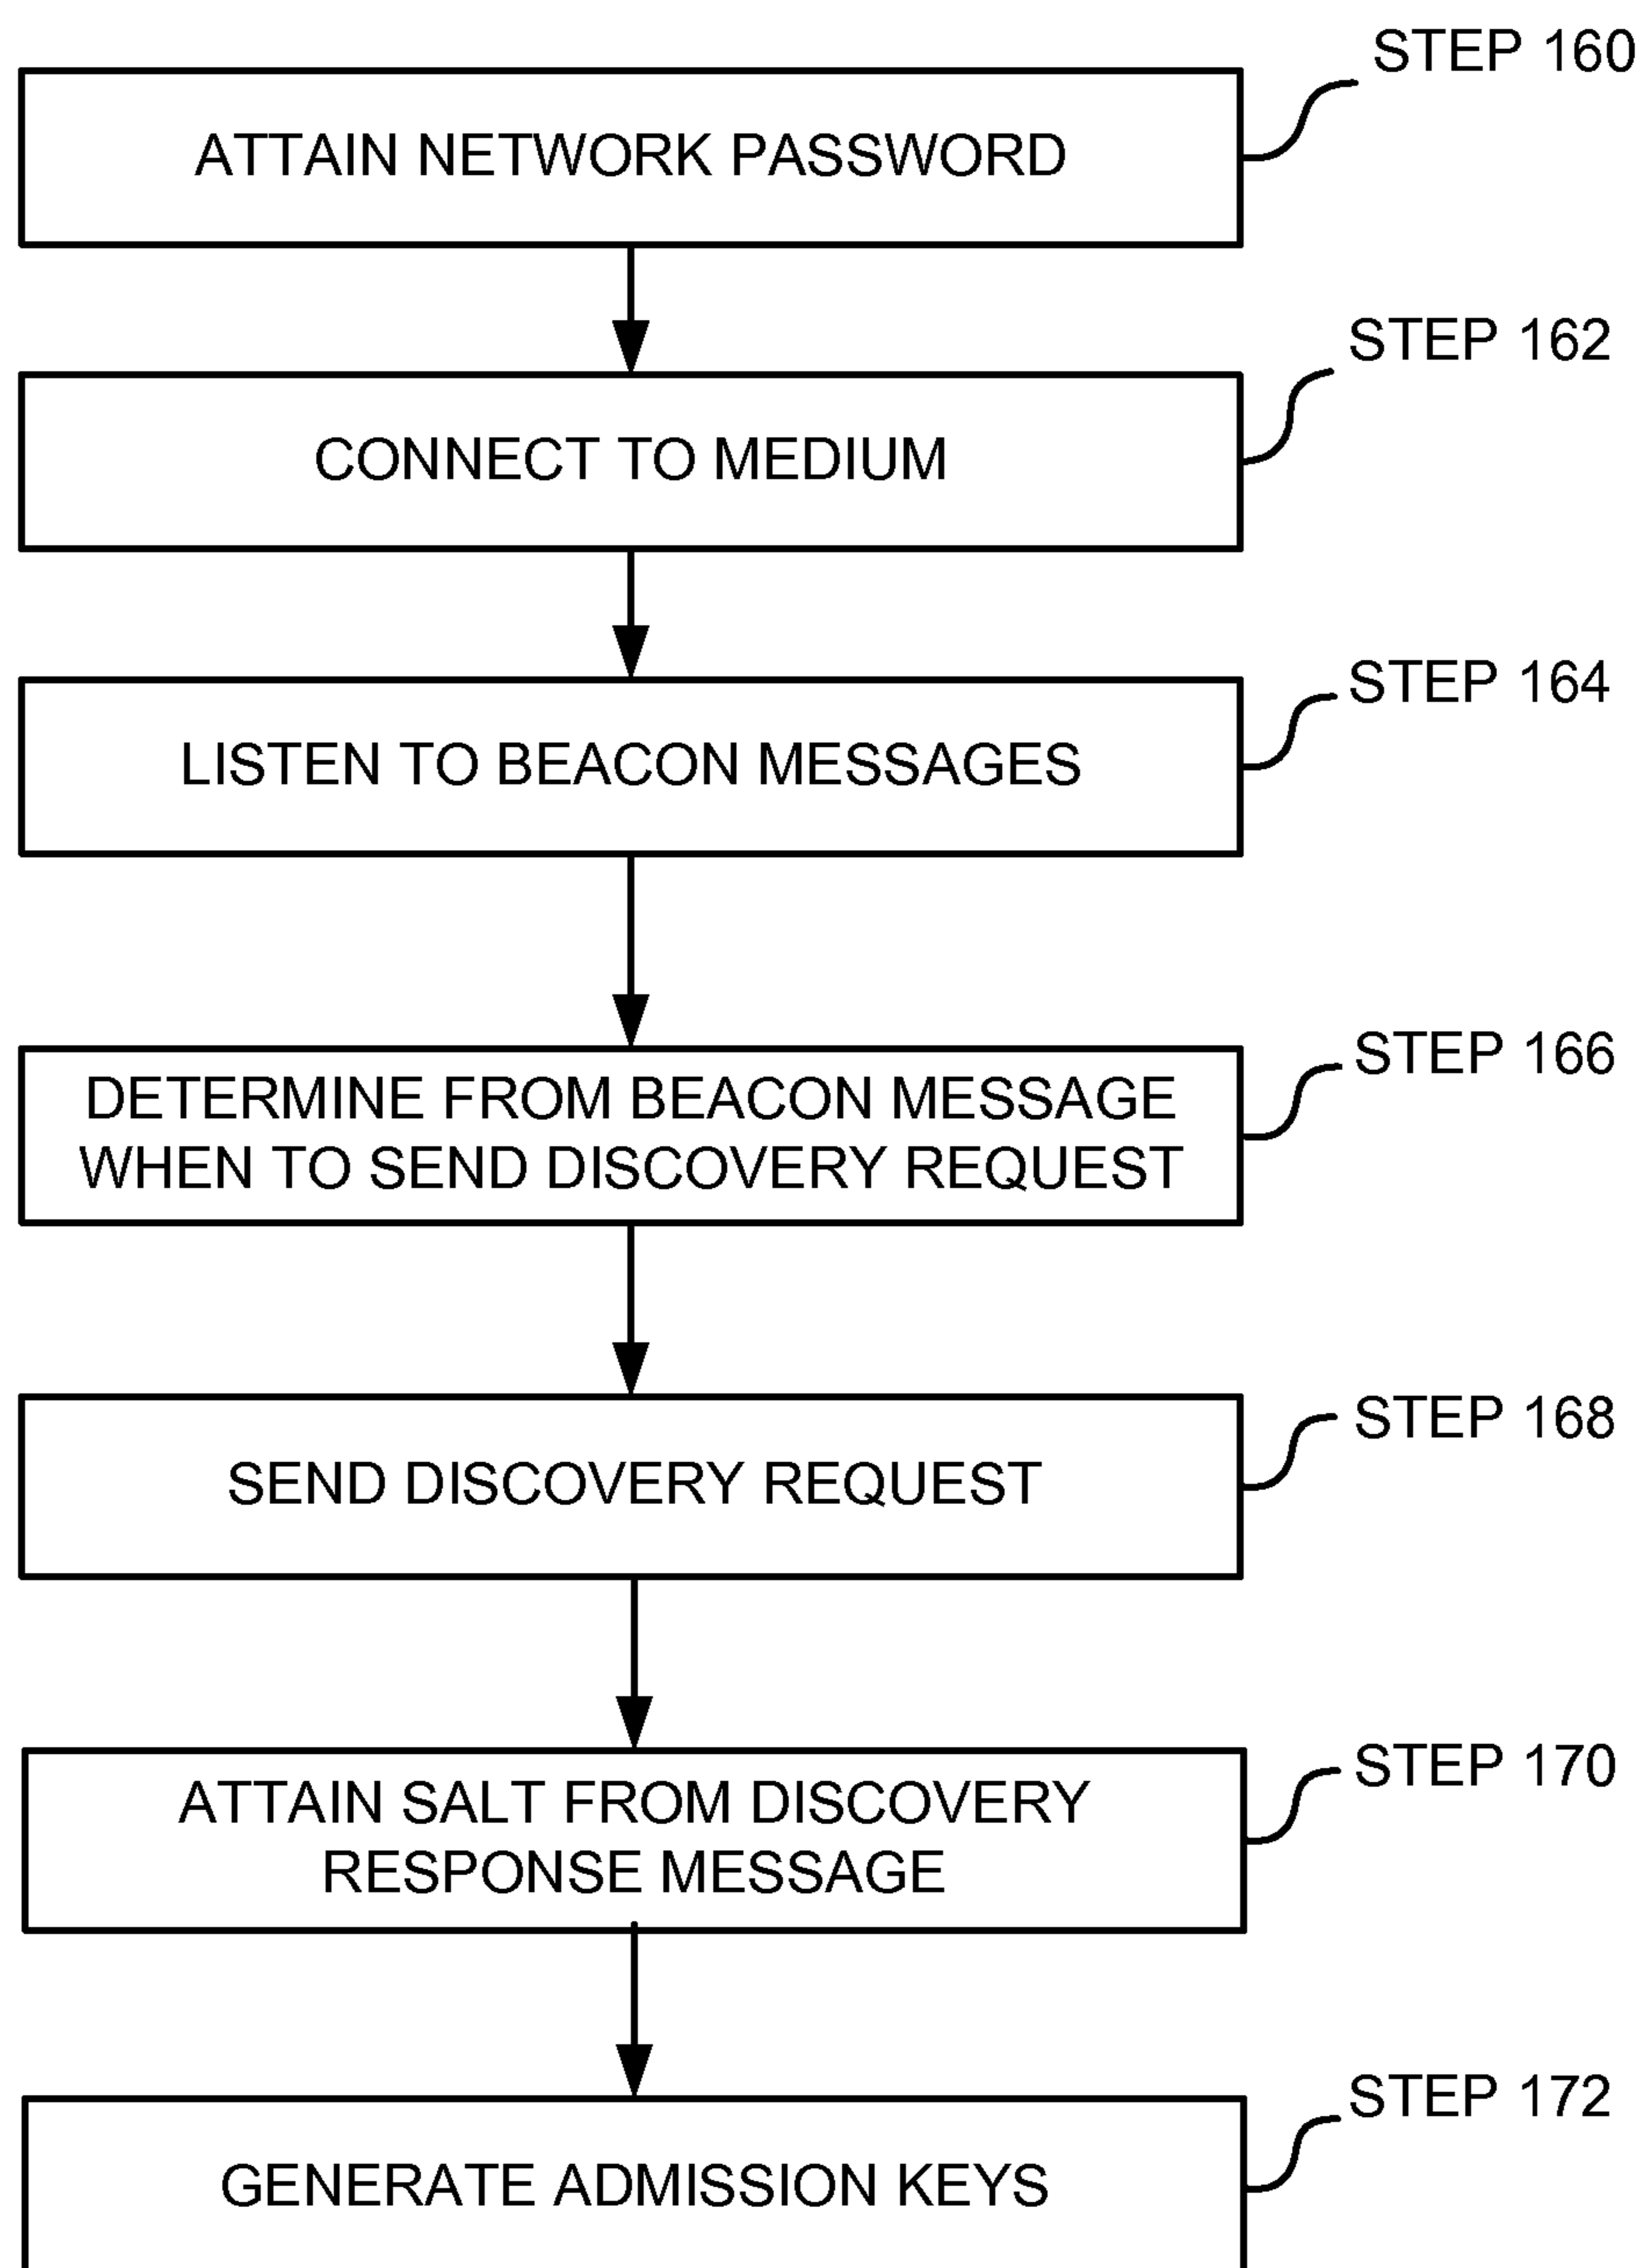 STEP 160
ATTAIN NETWORK PASSWORD
STEP 162
CONNECT TO MEDIUM
STEP 164
LISTEN TO BEACON MESSAGES
STEP 166
DETERMINE FROM BEACON MESSAGE
WHEN TO SEND DISCOVERY REQUEST
STEP 168
SEND DISCOVERY REQUEST
STEP 170
ATTAIN SALT FROM DISCOVERY
RESPONSE MESSAGE
STEP 172
GENERATE ADMISSION KEYS